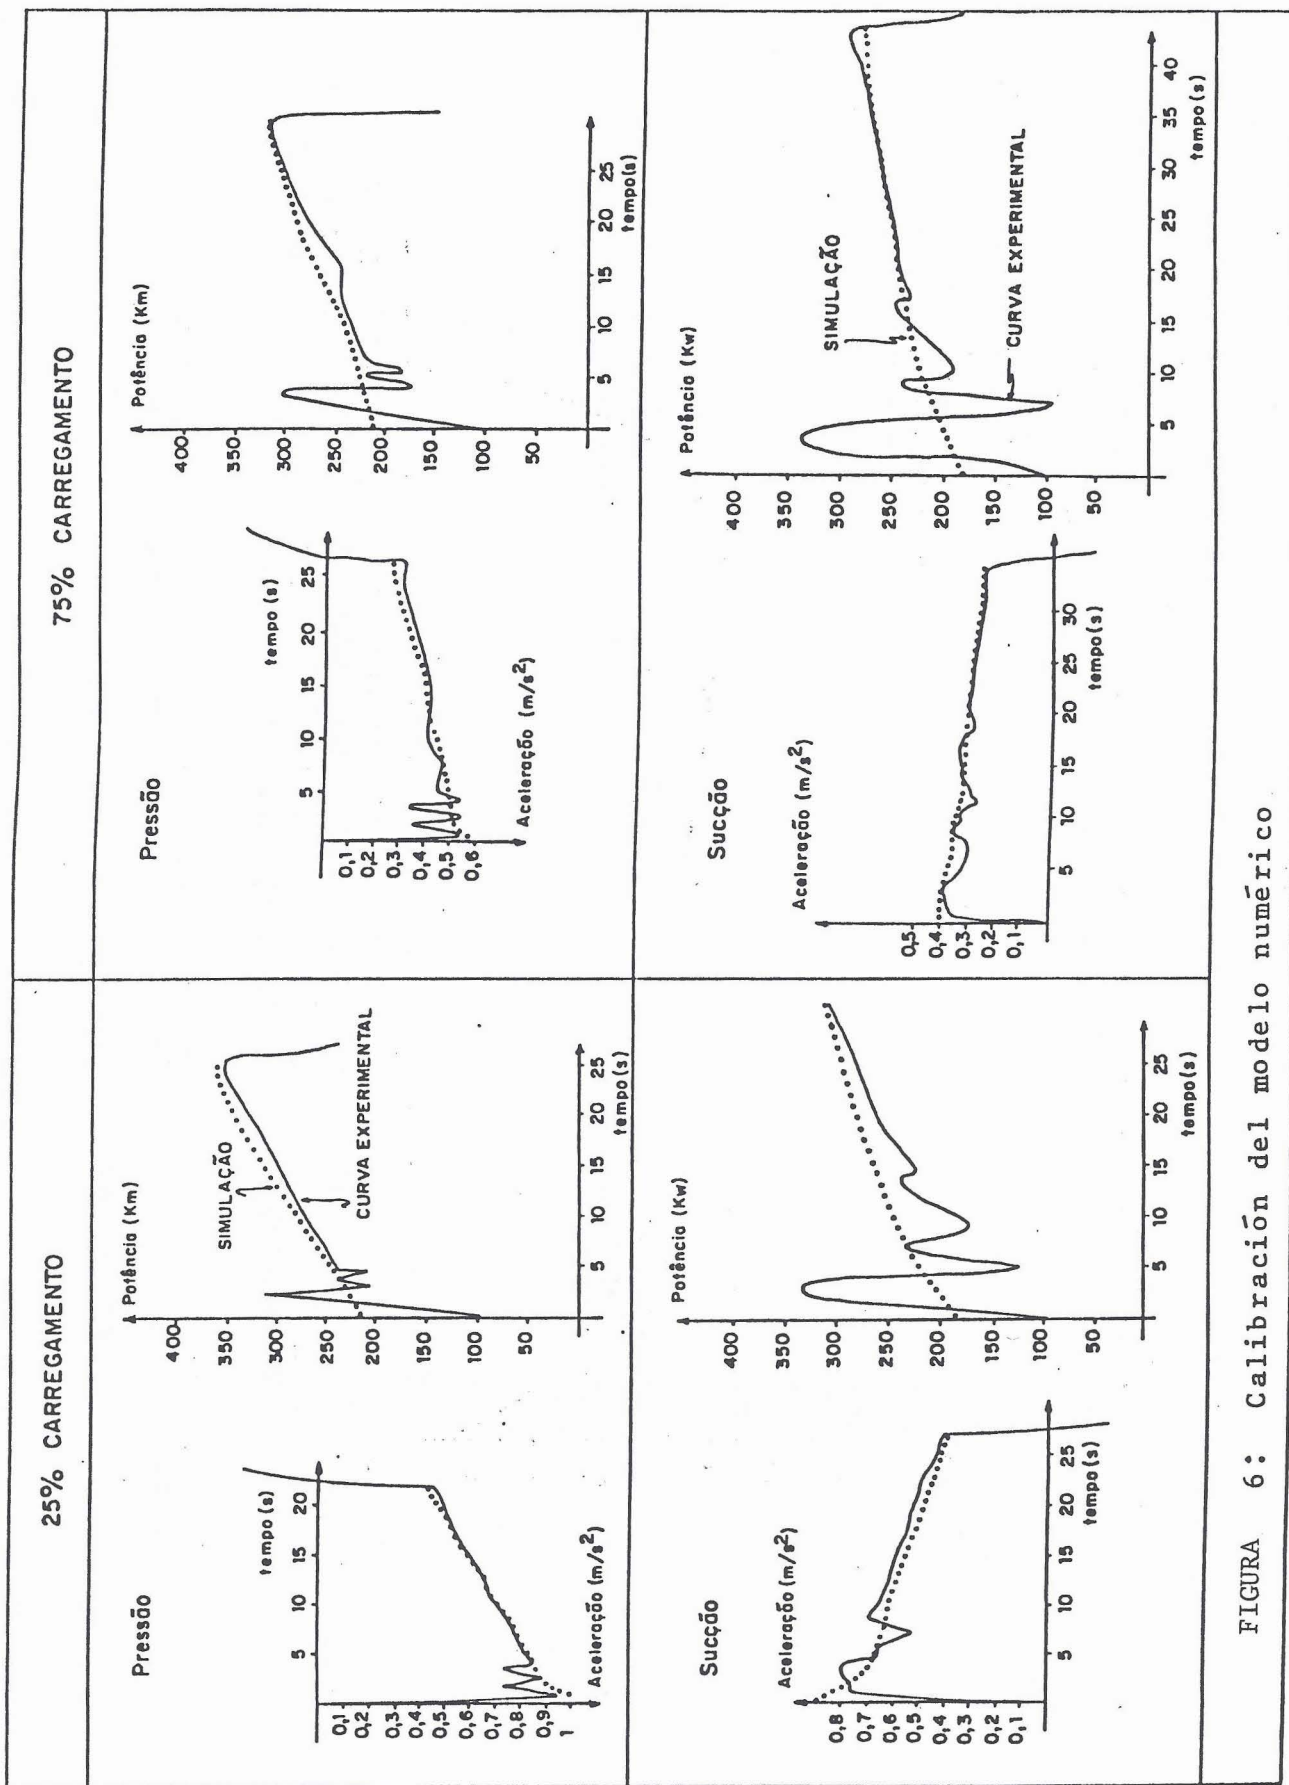 25% CARREGAMENTO
75% CARREGAMENTO
Pressão
tempo (s)
5 10 15 20
0,1
0,2
0,3
0,4
0,5
0,6
0,7
0,8
0,9
1
Aceleração (m/s²)
Potência (Km)
400
350
300
250
200
150
100
50
SIMULAÇÃO
CURVA EXPERIMENTAL
5 10 15 20 25
tempo(s)
Pressão
tempo (s)
5 10 15 20 25
0,1
0,2
0,3
0,4
0,5
0,6
Aceleração (m/s²)
Potência (Km)
400
350
300
250
200
150
100
50
5 10 15 20 25
tempo(s)
Sucção
Aceleração (m/s²)
0,8
0,7
0,6
0,5
0,4
0,3
0,2
0,1
5 10 15 20 25
tempo(s)
Potência (Kw)
400
350
300
250
200
150
100
50
5 10 15 20 25
tempo(s)
Sucção
Aceleração (m/s²)
0,5
0,4
0,3
0,2
0,1
5 10 15 20 30
tempo(s)
Potência (Kw)
400
350
300
250
200
150
100
50
SIMULAÇÃO
CURVA EXPERIMENTAL
5 10 15 20 25 30 35 40
tempo(s)
FIGURA 6: Calibración del modelo numérico